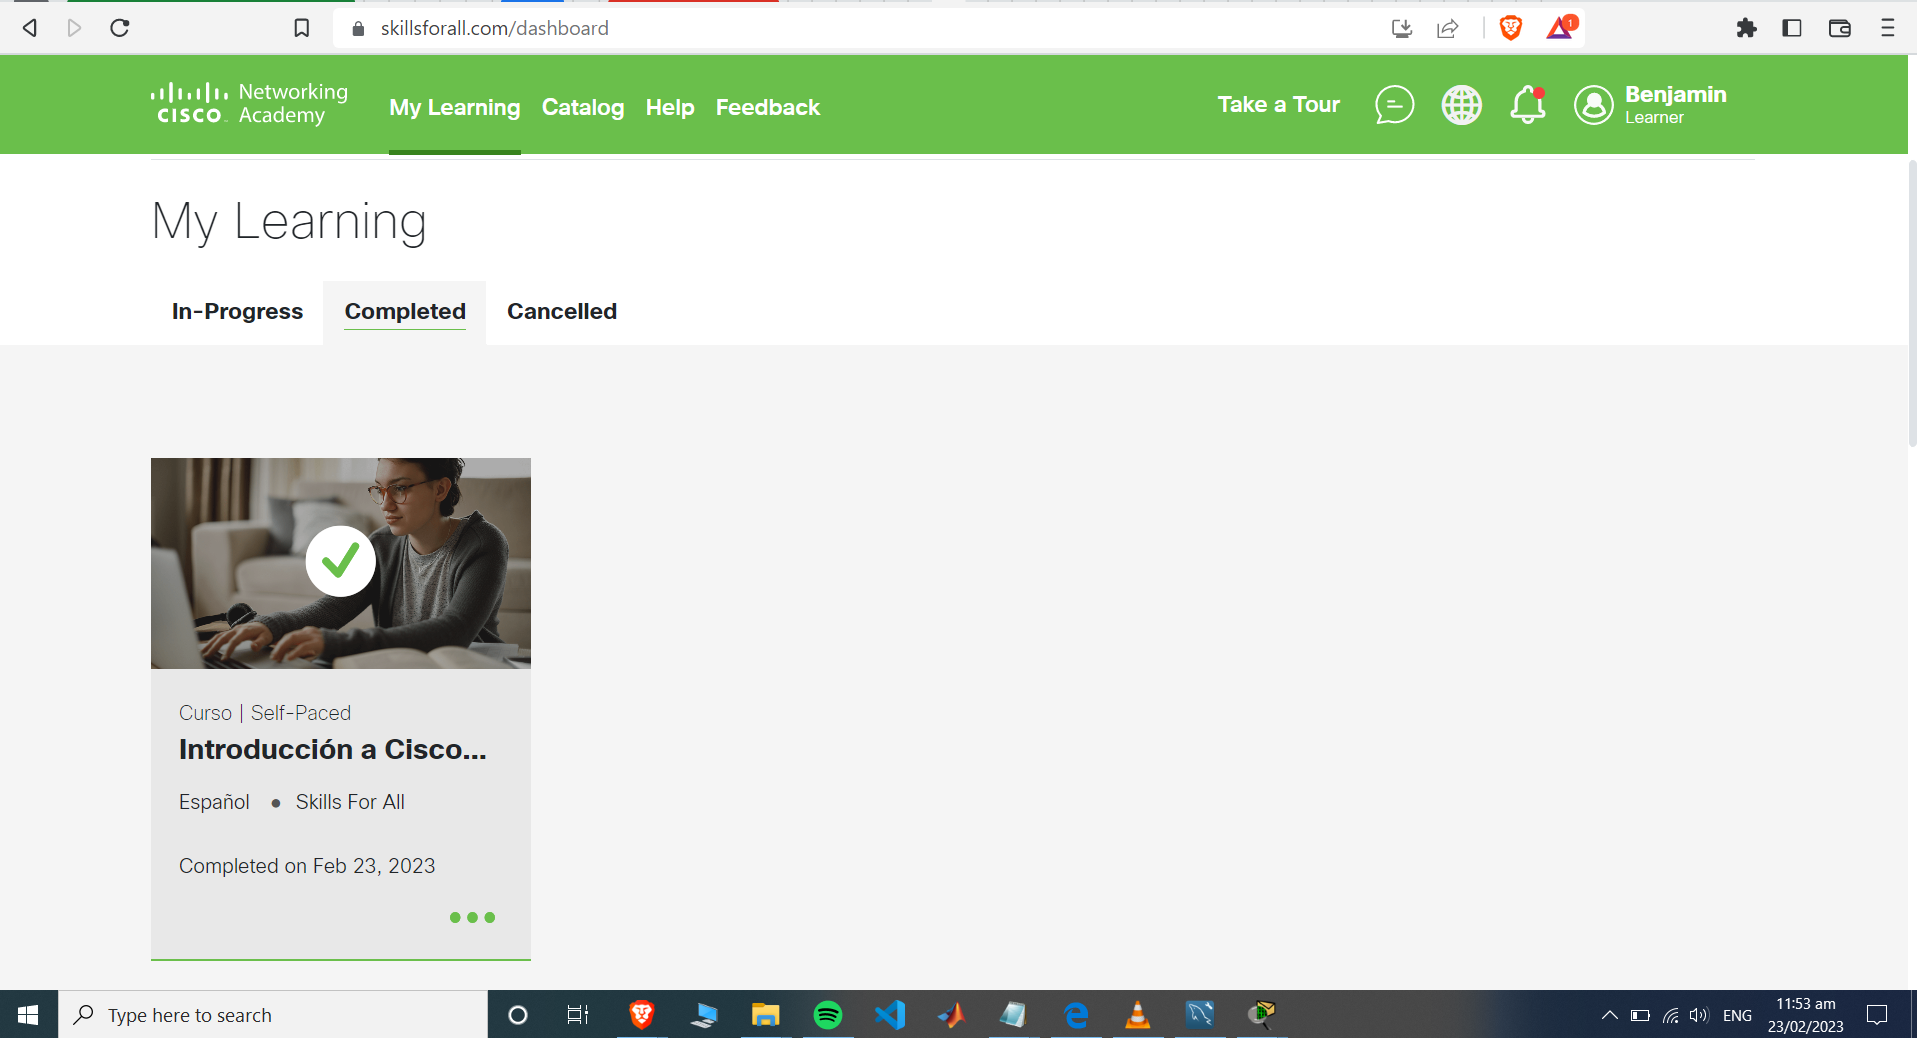 skillsforall.com/dashboard
1
CISCO Networking Academy
My Learning
Catalog
Help
Feedback
Take a Tour
Benjamin
Learner
My Learning
In-Progress
Completed
Cancelled
Curso | Self-Paced
Introducción a Cisco...
Español ● Skills For All
Completed on Feb 23, 2023
Type here to search
ENG
11:53 am
23/02/2023